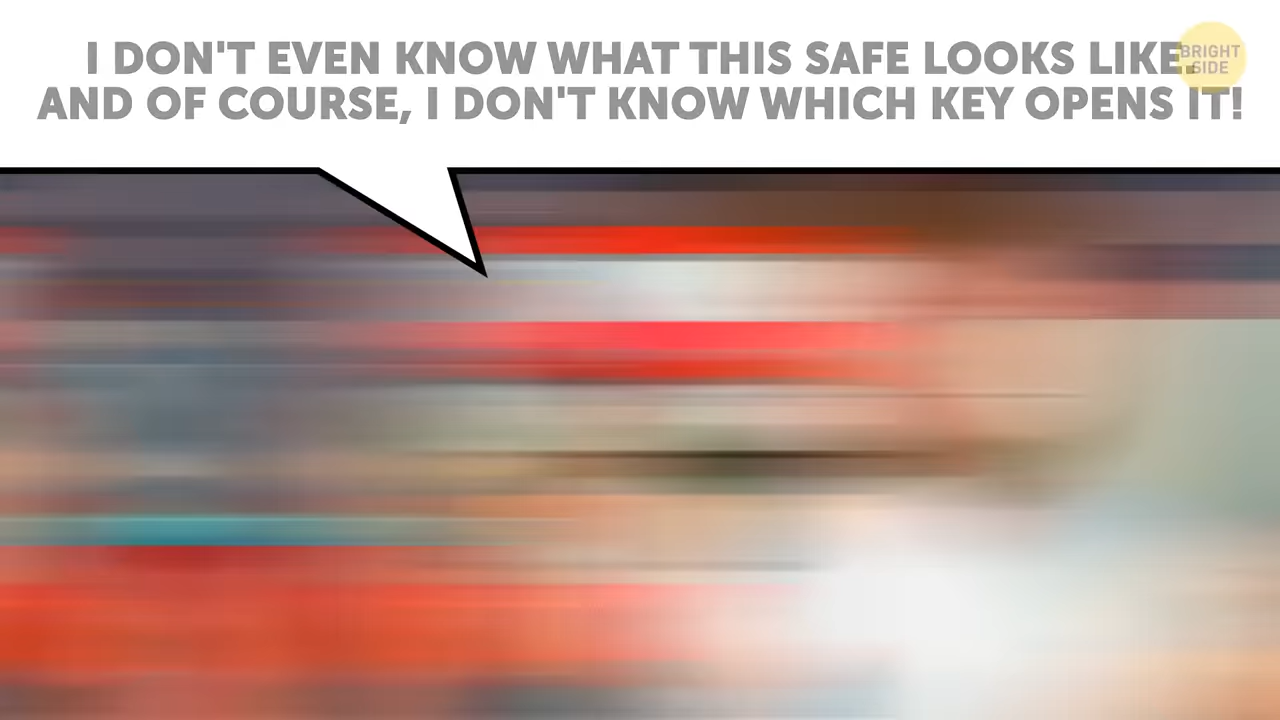 I DON'T EVEN KNOW WHAT THIS SAFE LOOKS LIKE.
AND OF COURSE, I DON'T KNOW WHICH KEY OPENS IT!
BRIGHT
SIDE